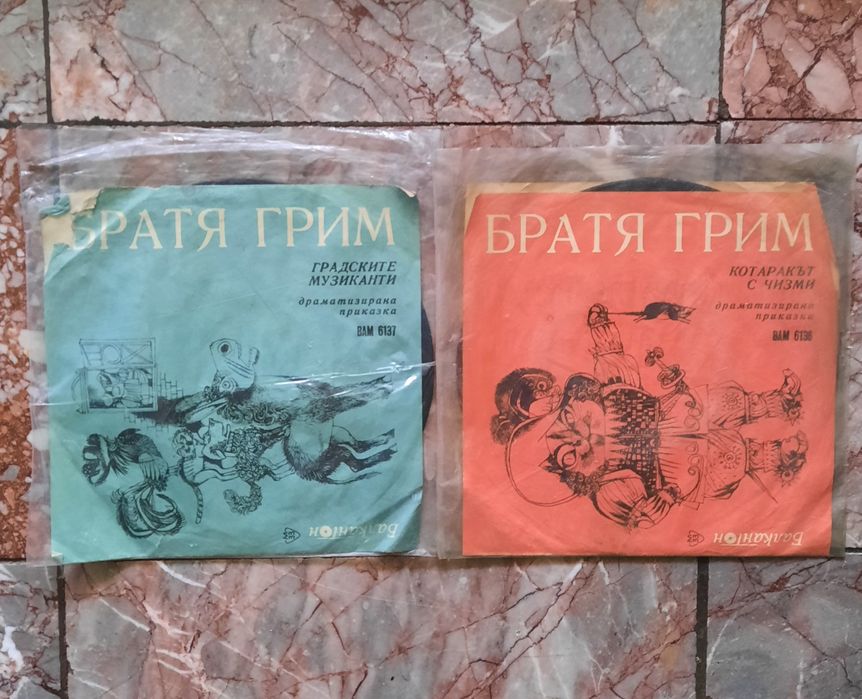 БРАТЯ ГРИМ
ГРАДСКИТЕ
МУЗИКАНТИ
драматизирана
приказка
ВАМ 6137
Балкантон
БРАТЯ ГРИМ
КОТАРАКЪТ
С ЧИЗМИ
драматизирана
приказка
ВАМ 6136
Балкантон